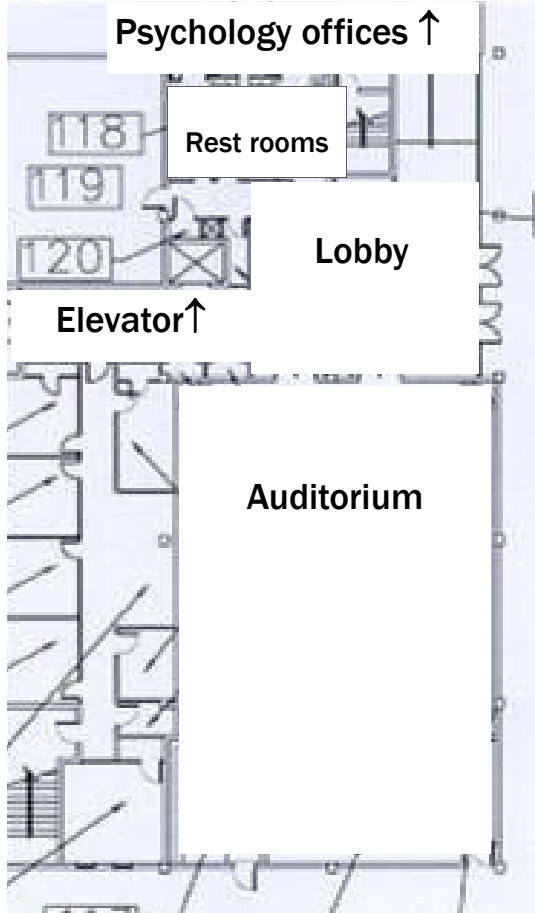 Psychology offices ↑
118
Rest rooms
119
120
Lobby
Elevator↑
Auditorium